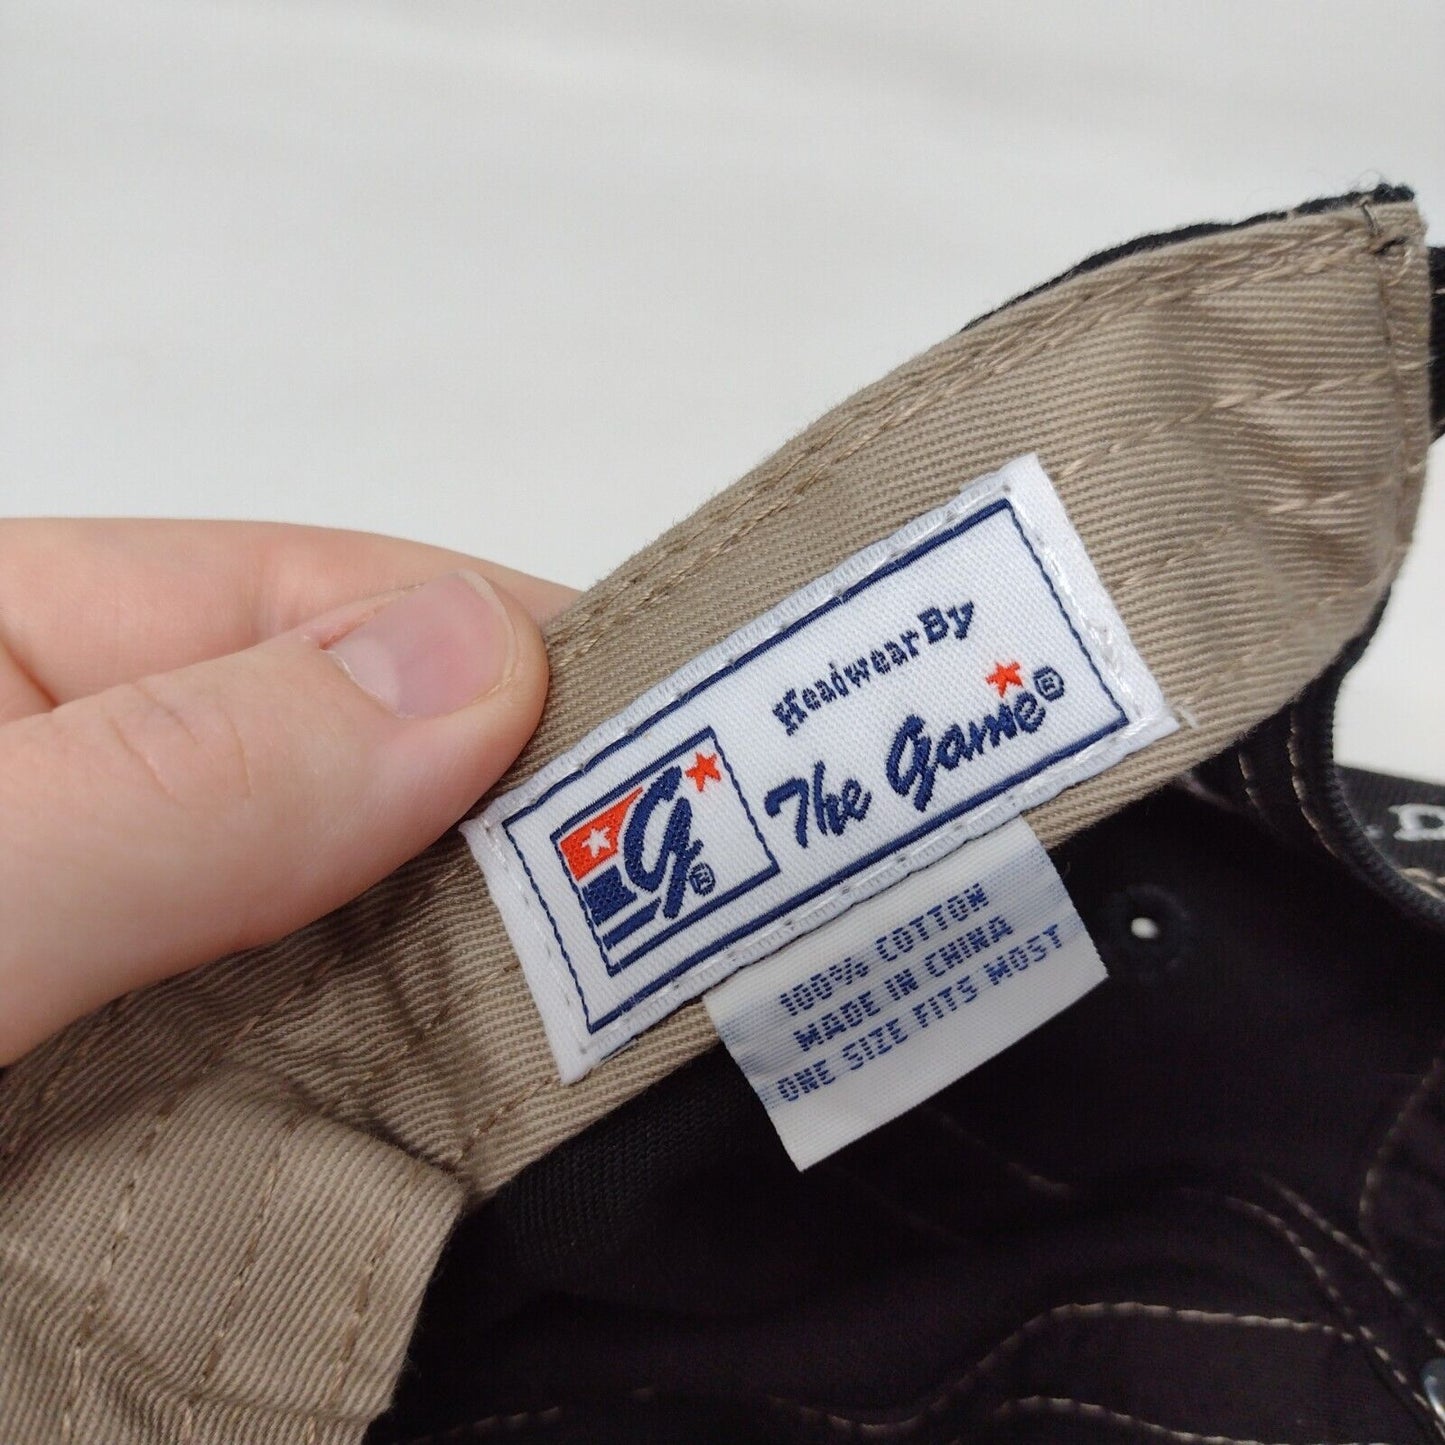 Headwear By
The Game®
G®
100% COTTON
MADE IN CHINA
ONE SIZE FITS MOST